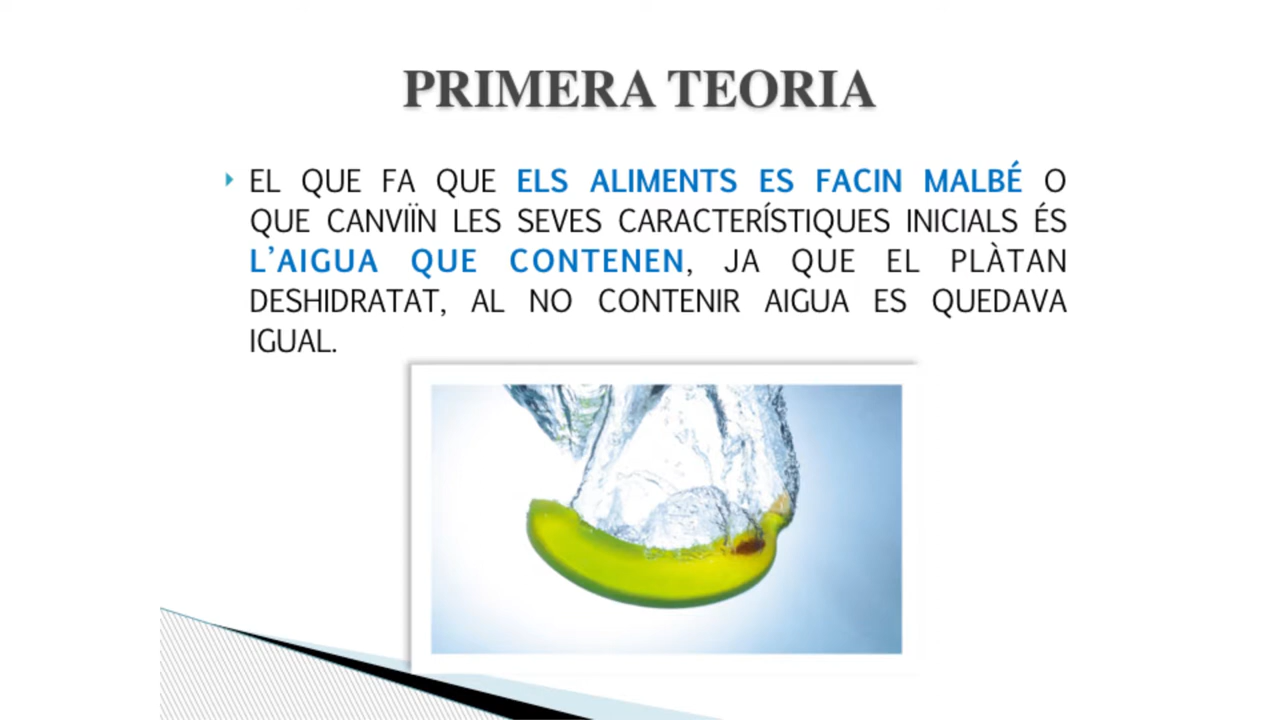 PRIMERA TEORIA
EL QUE FA QUE ELS ALIMENTS ES FACIN MALBÉ O
QUE CANVIÏN LES SEVES CARACTERÍSTIQUES INICIALS ÉS
L'AIGUA QUE CONTENEN, JA QUE EL PLÀTAN
DESHIDRATAT, AL NO CONTENIR AIGUA ES QUEDAVA
IGUAL.